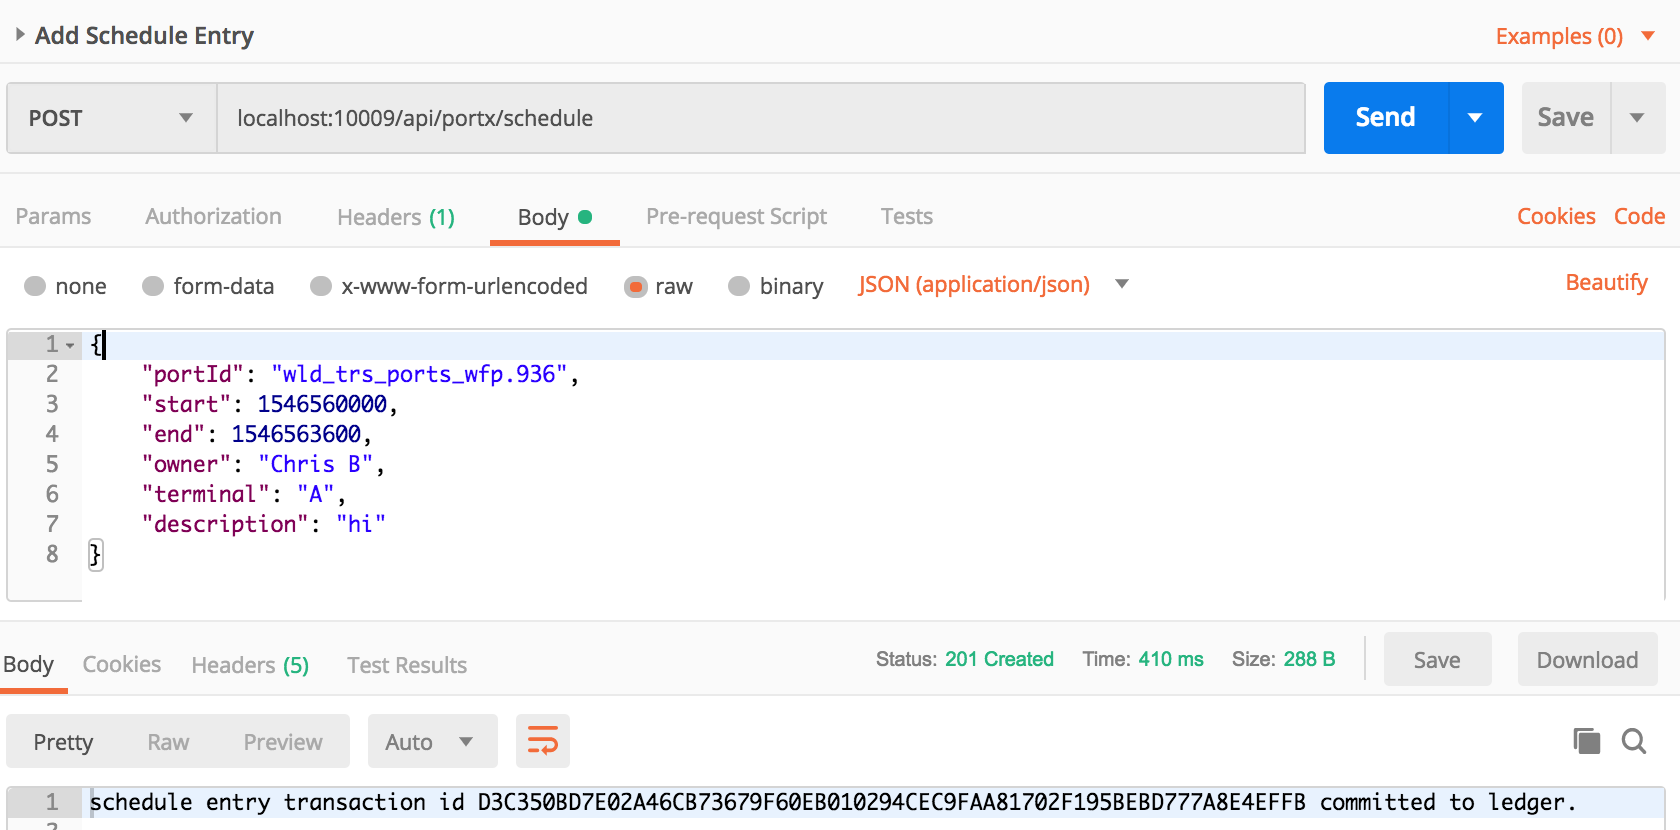 Add Schedule Entry
Examples (0)
POST
localhost:10009/api/portx/schedule
Send
Save
Params
Authorization
Headers (1)
Body
Pre-request Script
Tests
Cookies
Code
none
form-data
x-www-form-urlencoded
raw
binary
JSON (application/json)
Beautify
1 {
2 "portId": "wld_trs_ports_wfp.936",
3 "start": 1546560000,
4 "end": 1546563600,
5 "owner": "Chris B",
6 "terminal": "A",
7 "description": "hi"
8 }
Body
Cookies
Headers (5)
Test Results
Status: 201 Created
Time: 410 ms
Size: 288 B
Save
Download
Pretty
Raw
Preview
Auto
1 schedule entry transaction id D3C350BD7E02A46CB73679F60EB010294CEC9FAA81702F195BEBD777A8E4EFFB committed to ledger.
2